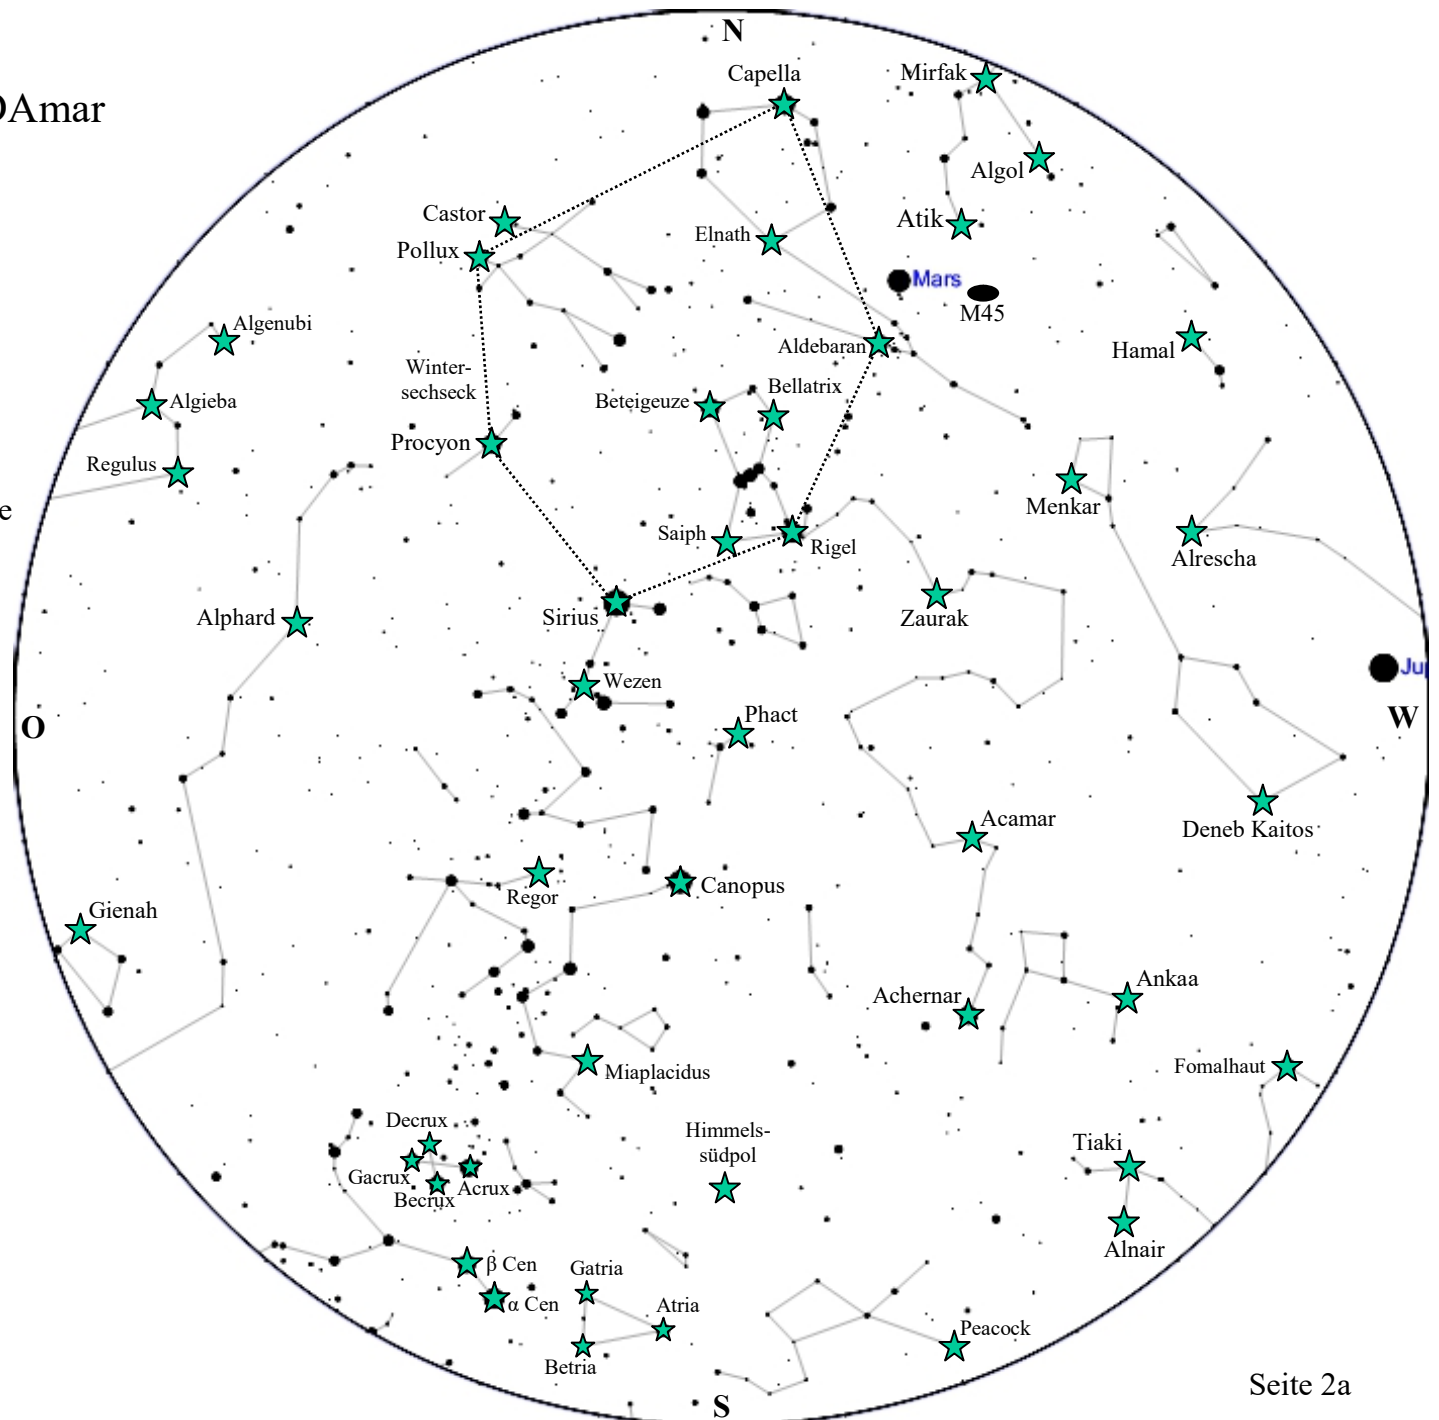 N
Capella
Mirfak
DAmar
Algol
Castor
Atik
Elnath
Pollux
Mars
M45
Algenubi
Aldebaran
Hamal
Winter-
sechseck
Bellatrix
Beteigeuze
Algieba
Procyon
Regulus
Menkar
e
Saiph
Rigel
Alrescha
Alphard
Sirius
Zaurak
Jup
Wezen
Phact
O
W
Acamar
Deneb Kaitos
Regor
Canopus
Gienah
Achernar
Ankaa
Fomalhaut
Miaplacidus
Decrux
Himmels-
südpol
Tiaki
Gacrux
Acrux
Becrux
Alnair
β Cen
Gatria
α Cen
Atria
Peacock
Betria
Seite 2a
S